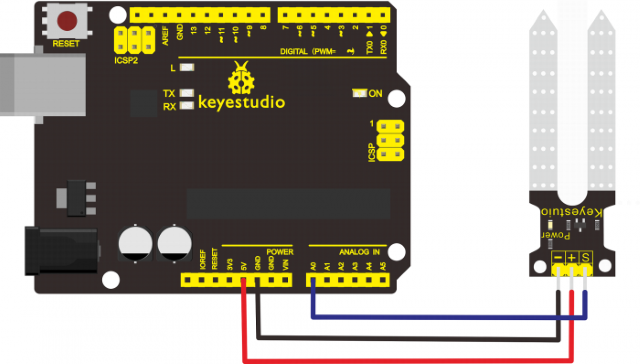 RESET
ICSP2
AREF
GND
13
12
~11
~10
~9
8
7
~6
~5
4
~3
2
TX0▶1
RX0◀0
DIGITAL (PWM= ~)
L
TX
RX
ON
keyestudio
1
ICSP
POWER
ANALOG IN
IOREF
RESET
3V3
5V
GND
GND
VIN
A0
A1
A2
A3
A4
A5
Keyestuio
Power
- + S